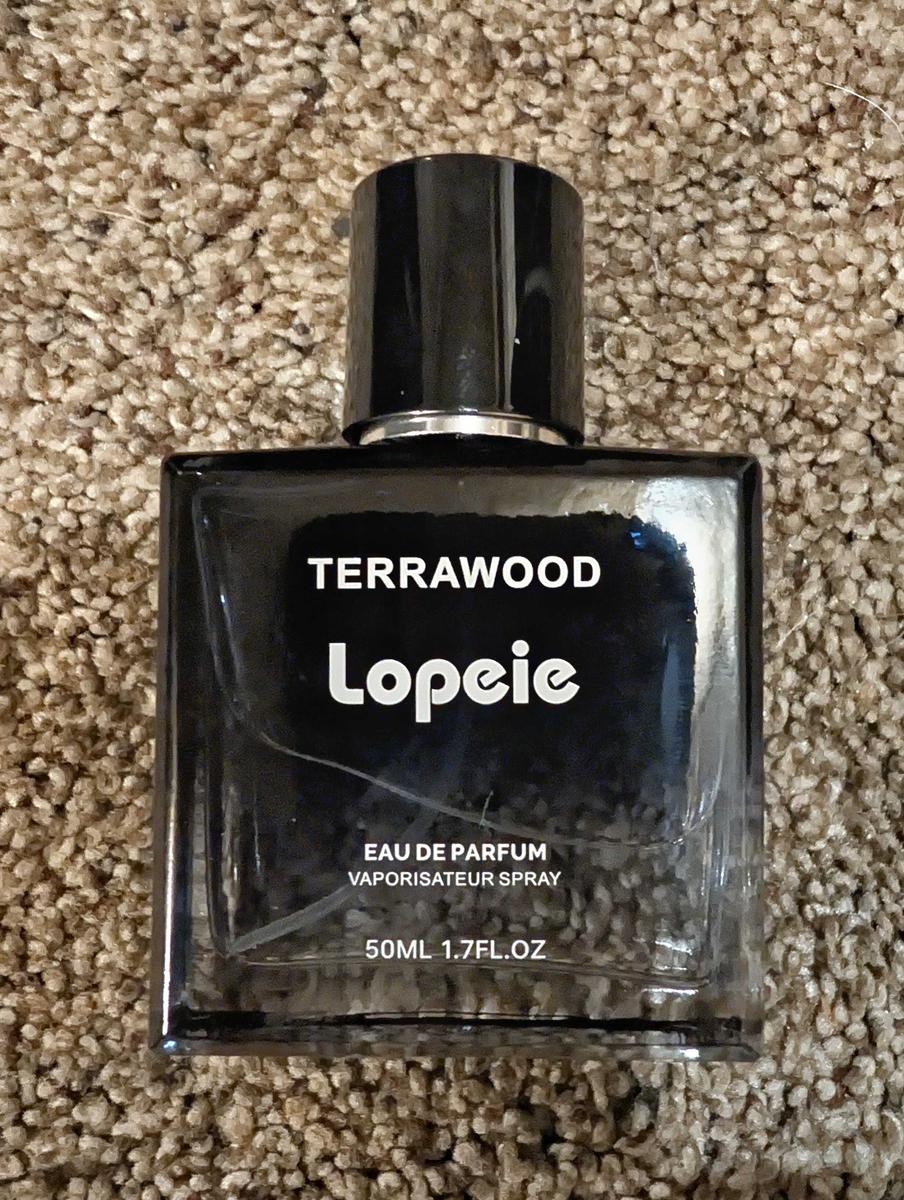 TERRAWOOD
Lopeie
EAU DE PARFUM
VAPORISATEUR SPRAY
50ML 1.7FL.OZ